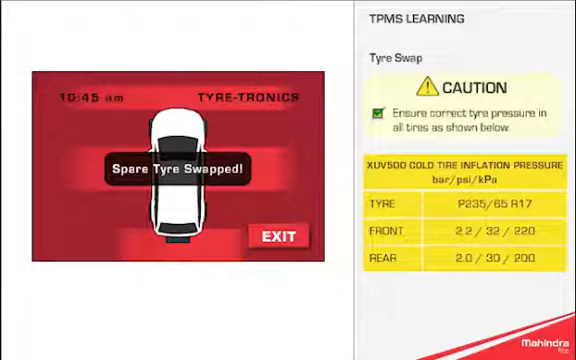 10:45 am
TYRE-TRONICS
Spare Tyre Swapped!
EXIT
TPMS LEARNING
Tyre Swap
CAUTION
Ensure correct tyre pressure in
all tires as shown below.
XUV500 COLD TIRE INFLATION PRESSURE
bar/psi/kPa
TYRE P235/65 R17
FRONT 2.2 / 32 / 220
REAR 2.0 / 30 / 200
Mahindra
Rise